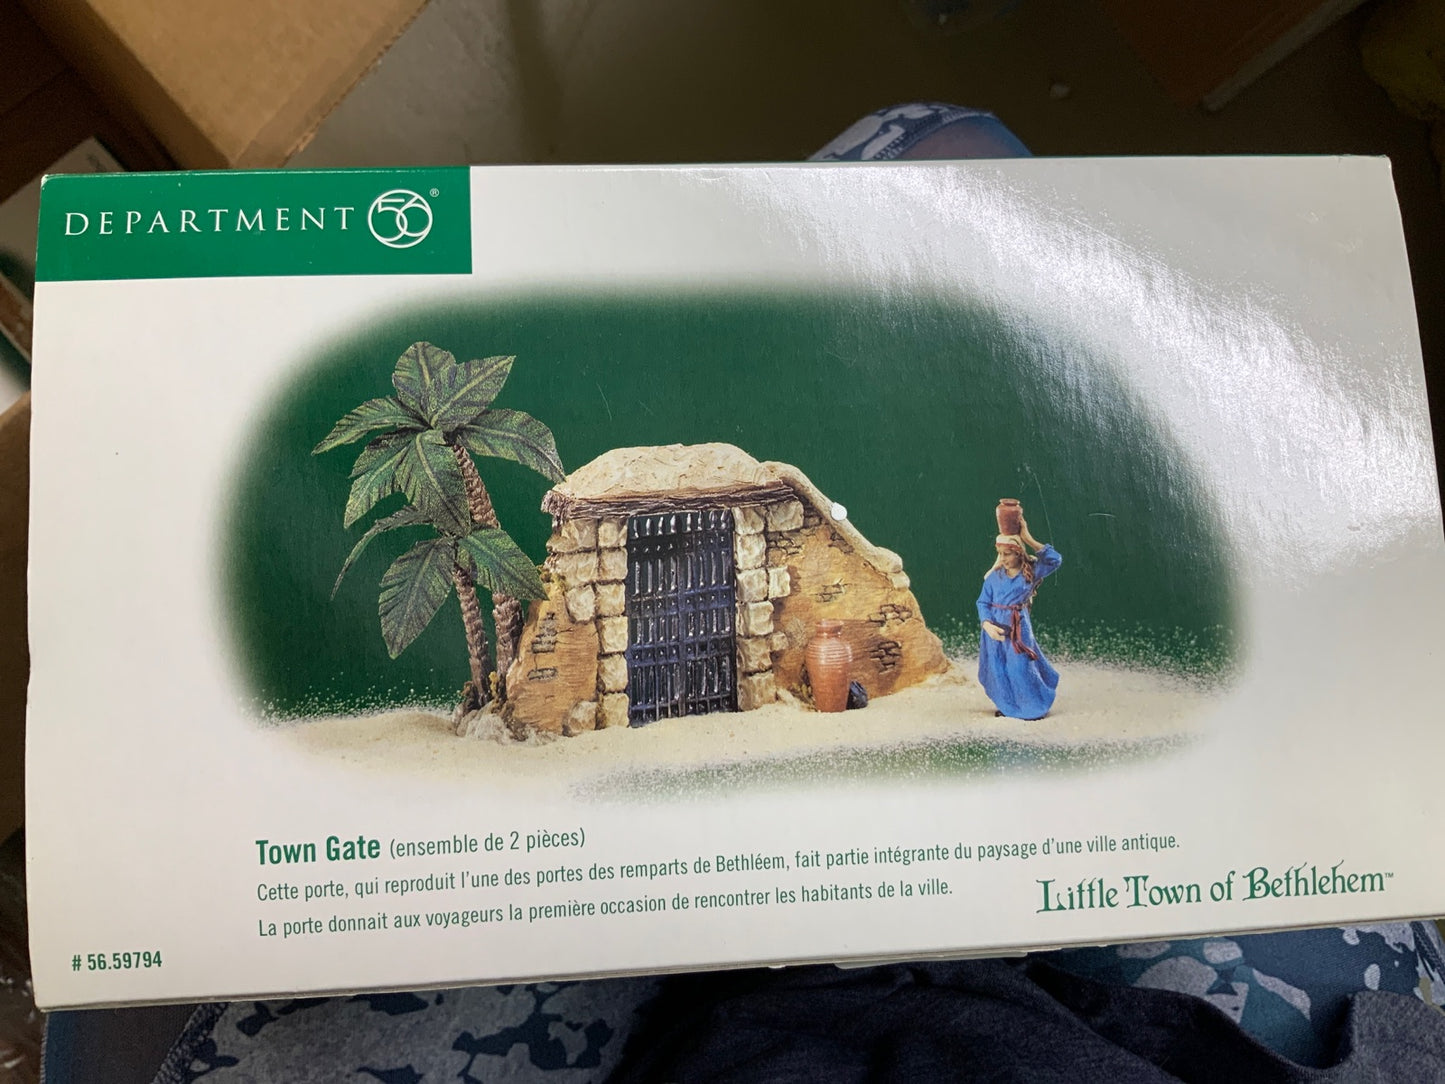 DEPARTMENT 56®
Town Gate (ensemble de 2 pièces)
Cette porte, qui reproduit l'une des portes des remparts de Bethléem, fait partie intégrante du paysage d'une ville antique.
La porte donnait aux voyageurs la première occasion de rencontrer les habitants de la ville.
Little Town of Bethlehem™
# 56.59794